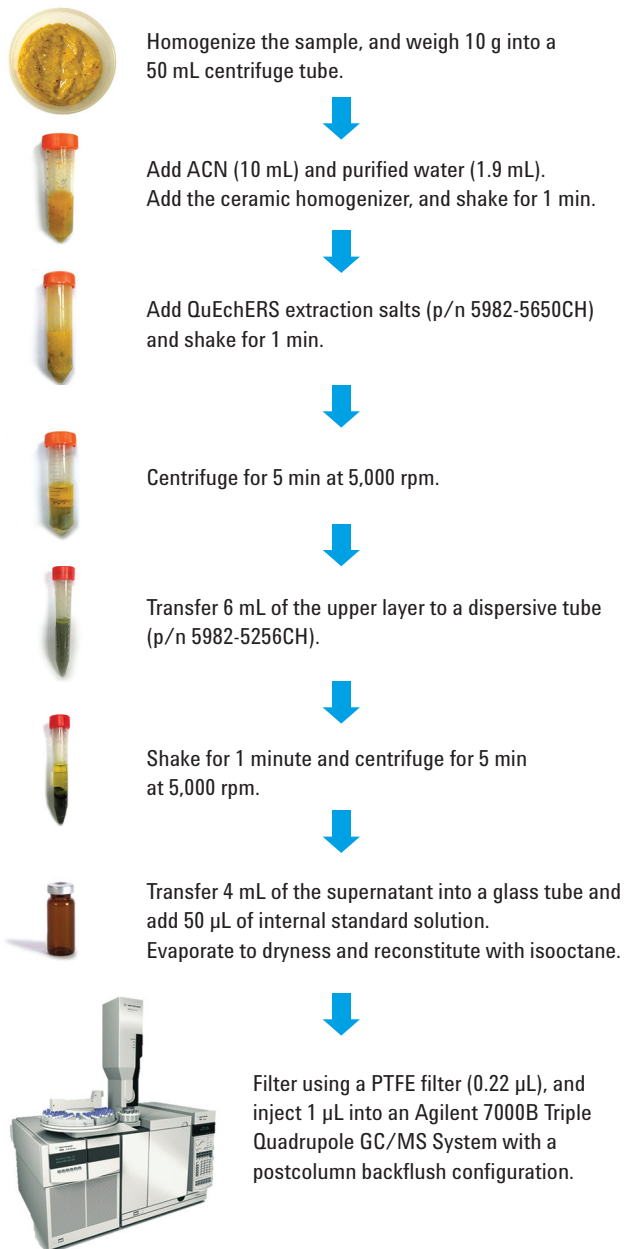 Homogenize the sample, and weigh 10 g into a
50 mL centrifuge tube.
Add ACN (10 mL) and purified water (1.9 mL).
Add the ceramic homogenizer, and shake for 1 min.
Add QuEchERS extraction salts (p/n 5982-5650CH)
and shake for 1 min.
Centrifuge for 5 min at 5,000 rpm.
Transfer 6 mL of the upper layer to a dispersive tube
(p/n 5982-5256CH).
Shake for 1 minute and centrifuge for 5 min
at 5,000 rpm.
Transfer 4 mL of the supernatant into a glass tube and
add 50 µL of internal standard solution.
Evaporate to dryness and reconstitute with isooctane.
Filter using a PTFE filter (0.22 µL), and
inject 1 µL into an Agilent 7000B Triple
Quadrupole GC/MS System with a
postcolumn backflush configuration.